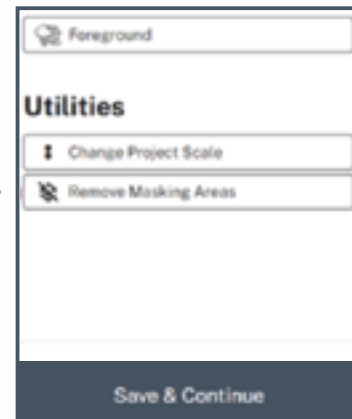 Foreground
Utilities
Change Project Scale
Remove Masking Areas
Save & Continue